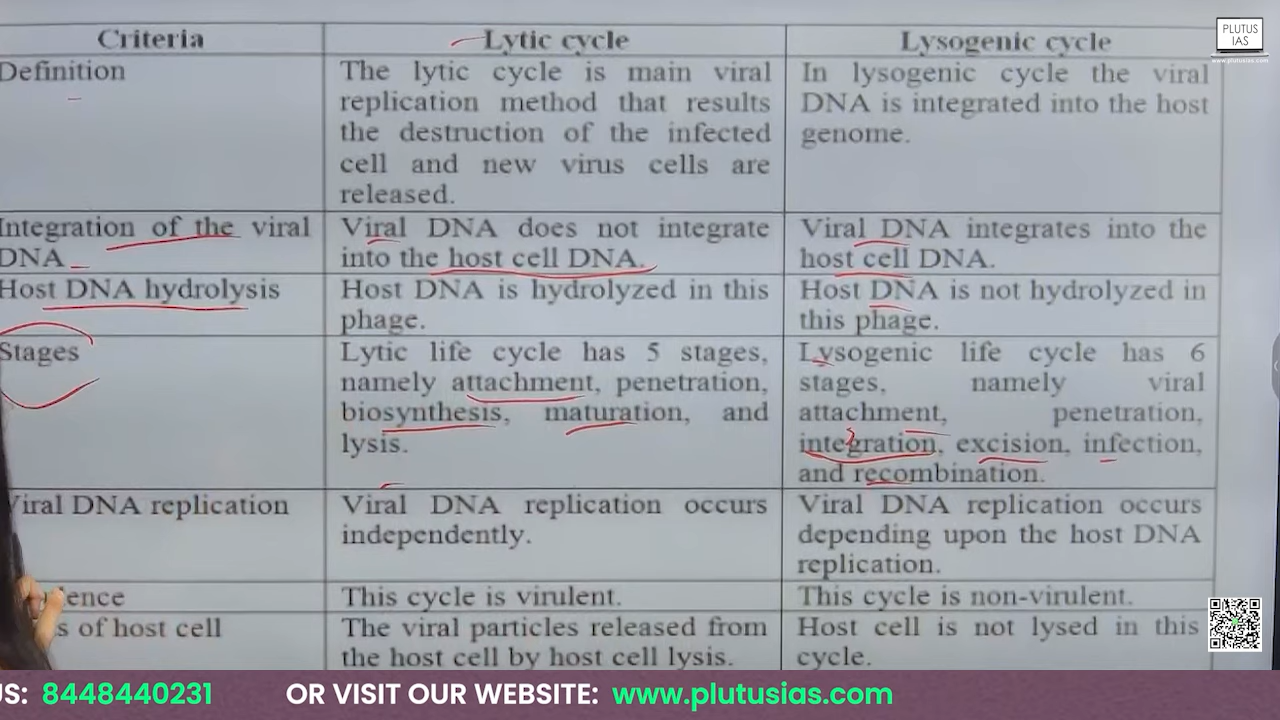 Criteria
Lytic cycle
Lysogenic cycle
Definition
The lytic cycle is main viral
replication method that results
the destruction of the infected
cell and new virus cells are
released.
In lysogenic cycle the viral
DNA is integrated into the host
genome.
Integration of the viral
DNA
Viral DNA does not integrate
into the host cell DNA.
Viral DNA integrates into the
host cell DNA.
Host DNA hydrolysis
Host DNA is hydrolyzed in this
phage.
Host DNA is not hydrolyzed in
this phage.
Stages
Lytic life cycle has 5 stages,
namely attachment, penetration,
biosynthesis, maturation, and
lysis.
Lysogenic life cycle has 6
stages, namely viral
attachment, penetration,
integration, excision, infection,
and recombination.
Viral DNA replication
Viral DNA replication occurs
independently.
Viral DNA replication occurs
depending upon the host DNA
replication.
This cycle is virulent.
This cycle is non-virulent.
of host cell
The viral particles released from
the host cell by host cell lysis.
Host cell is not lysed in this
cycle.
PLUTUS
IAS
www.plutusias.com
US: 8448440231 OR VISIT OUR WEBSITE: www.plutusias.com